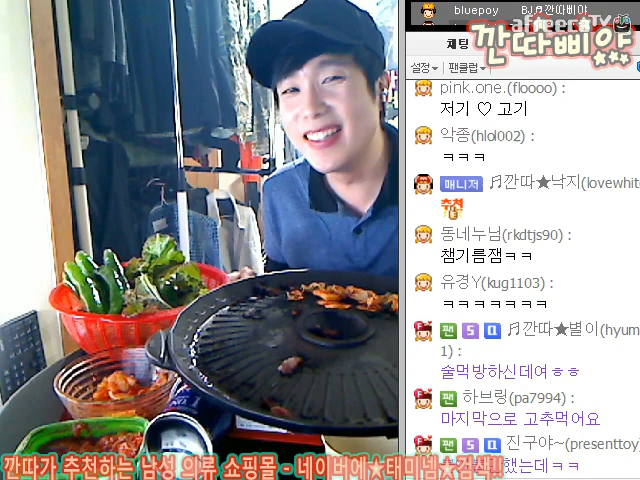 bluepoy BJ♬깐따삐야
afreecaTV
깐따삐야
채팅
설정 팬클럽
pink.one.(floooo) :
저기 ♡ 고기
악종(hlol002) :
ㅋㅋㅋ
매니저 ♬깐따★낙지(lovewhite
추천
동네누님(rkdtjs90) :
챔기름잼ㅋㅋ
유경Y(kug1103) :
ㅋㅋㅋㅋㅋㅋㅋ
팬 5 Q ♬깐따★별이(hyum
1) :
술먹방하신데여ㅎㅎ
팬 하브링(pa7994) :
마지막으로 고추먹어요
팬 5 Q 진구야~(presenttoy)
했는데ㅋㅋ
깐따가 추천하는 남성 의류 쇼핑몰 - 네이버에★태미넴★검색!!